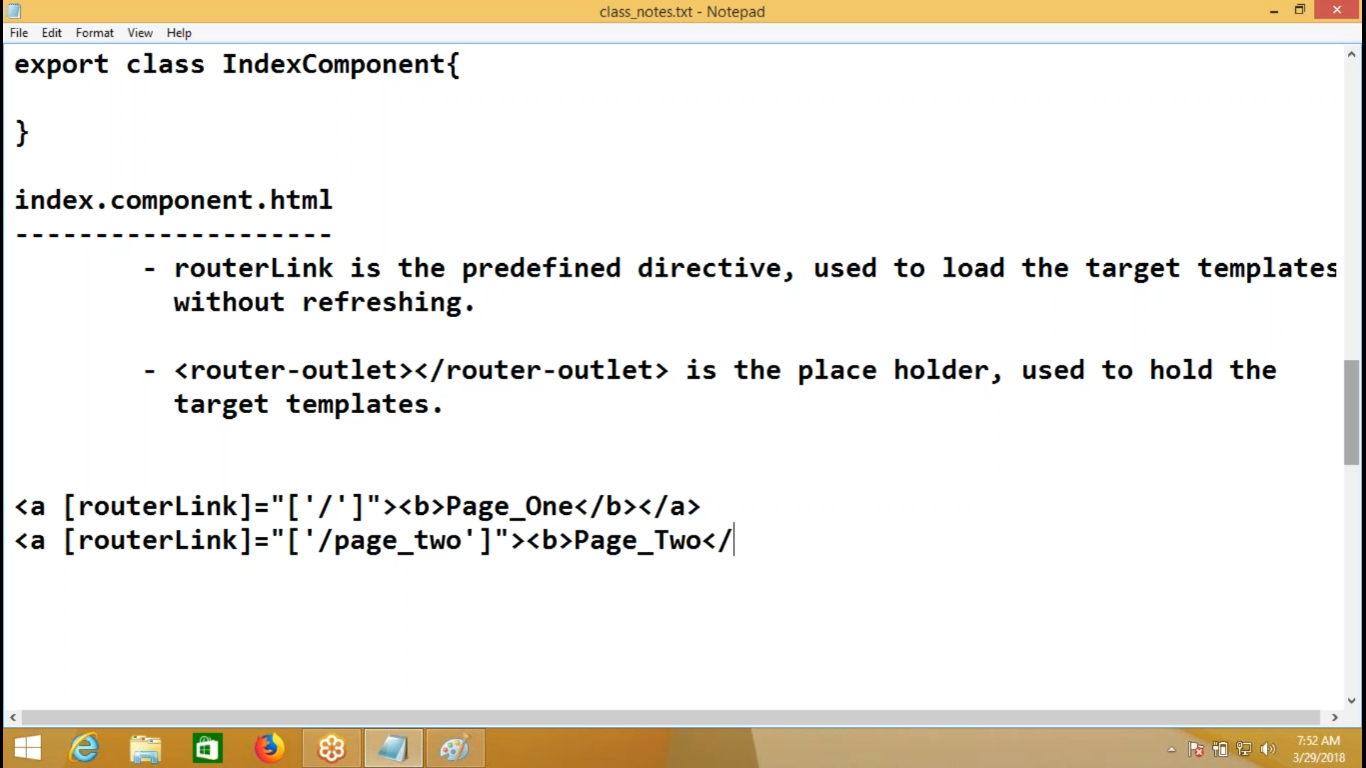 class_notes.txt - Notepad
File Edit Format View Help
export class IndexComponent{
}
index.component.html
--------------------
- routerLink is the predefined directive, used to load the target templates
without refreshing.
- <router-outlet></router-outlet> is the place holder, used to hold the
target templates.
<a [routerLink]="['/']"><b>Page_One</b></a>
<a [routerLink]="['/page_two']"><b>Page_Two</
7:52 AM
3/29/2018